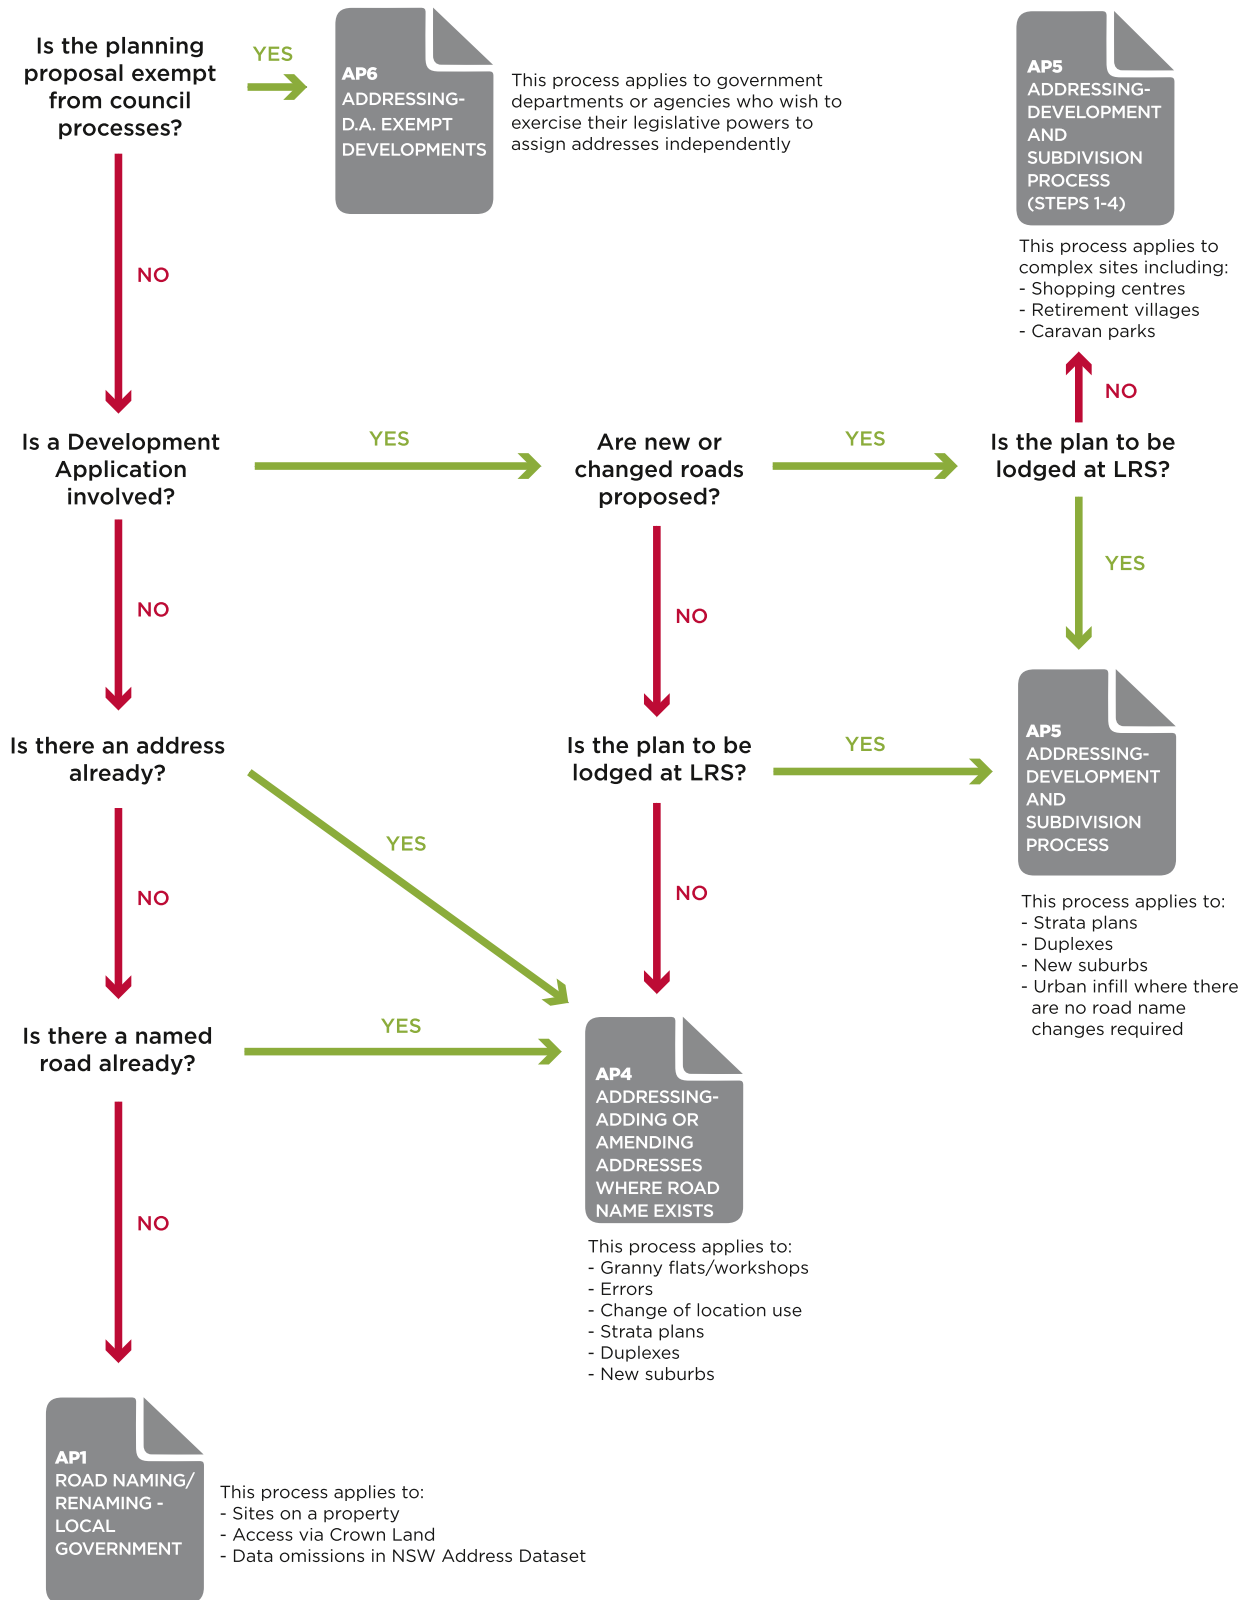 Is the planning
proposal exempt
from council
processes?
YES
AP6
ADDRESSING-
D.A. EXEMPT
DEVELOPMENTS
This process applies to government
departments or agencies who wish to
exercise their legislative powers to
assign addresses independently
AP5
ADDRESSING-
DEVELOPMENT
AND
SUBDIVISION
PROCESS
(STEPS 1-4)
This process applies to
complex sites including:
- Shopping centres
- Retirement villages
- Caravan parks
NO
NO
Is a Development
Application
involved?
YES
Are new or
changed roads
proposed?
YES
Is the plan to be
lodged at LRS?
NO
NO
YES
Is there an address
already?
YES
Is the plan to be
lodged at LRS?
YES
AP5
ADDRESSING-
DEVELOPMENT
AND
SUBDIVISION
PROCESS
This process applies to:
- Strata plans
- Duplexes
- New suburbs
- Urban infill where there
are no road name
changes required
NO
NO
Is there a named
road already?
YES
AP4
ADDRESSING-
ADDING OR
AMENDING
ADDRESSES
WHERE ROAD
NAME EXISTS
This process applies to:
- Granny flats/workshops
- Errors
- Change of location use
- Strata plans
- Duplexes
- New suburbs
NO
AP1
ROAD NAMING/
RENAMING -
LOCAL
GOVERNMENT
This process applies to:
- Sites on a property
- Access via Crown Land
- Data omissions in NSW Address Dataset